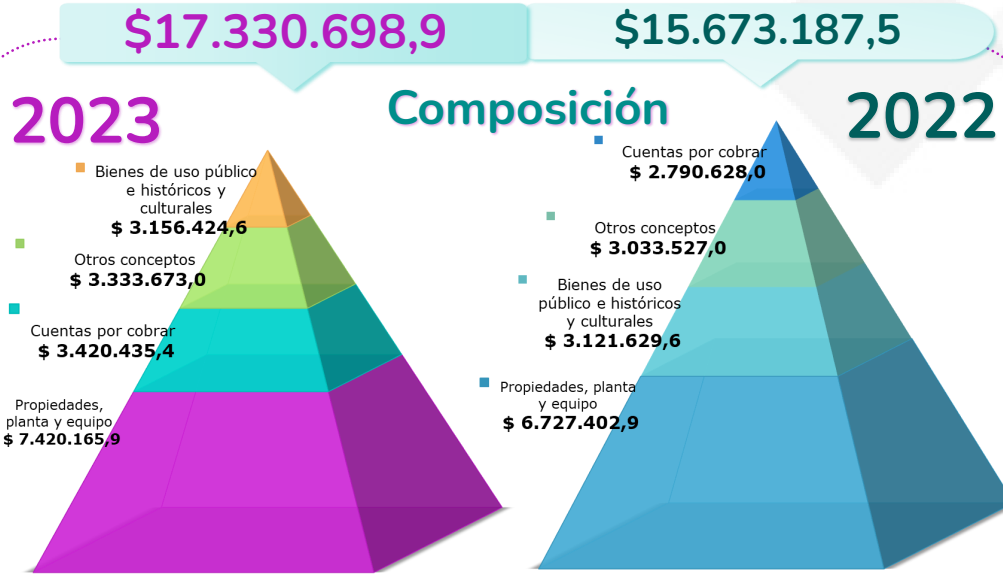 $17.330.698,9
$15.673.187,5
2023
Composición
2022
Bienes de uso público
e históricos y
culturales
$ 3.156.424,6
Otros conceptos
$ 3.333.673,0
Cuentas por cobrar
$ 3.420.435,4
Propiedades,
planta y equipo
$ 7.420.165,9
Cuentas por cobrar
$ 2.790.628,0
Otros conceptos
$ 3.033.527,0
Bienes de uso
público e históricos
y culturales
$ 3.121.629,6
Propiedades, planta
y equipo
$ 6.727.402,9